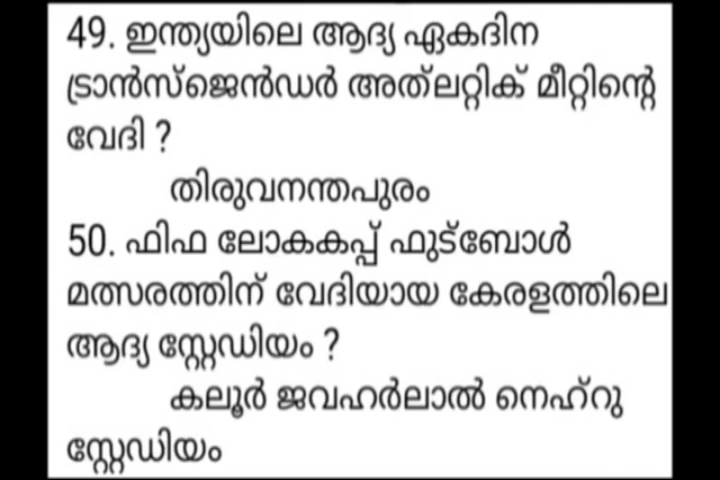 49. ഇന്ത്യയിലെ ആദ്യ ഏകദിന
ട്രാൻസ്ജെൻഡർ അത്‌ലറ്റിക് മീറ്റിന്റെ
വേദി ?
തിരുവനന്തപുരം
50. ഫിഫ ലോകകപ്പ് ഫുട്ബോൾ
മത്സരത്തിന് വേദിയായ കേരളത്തിലെ
ആദ്യ സ്റ്റേഡിയം ?
കലൂർ ജവഹർലാൽ നെഹ്റു
സ്റ്റേഡിയം